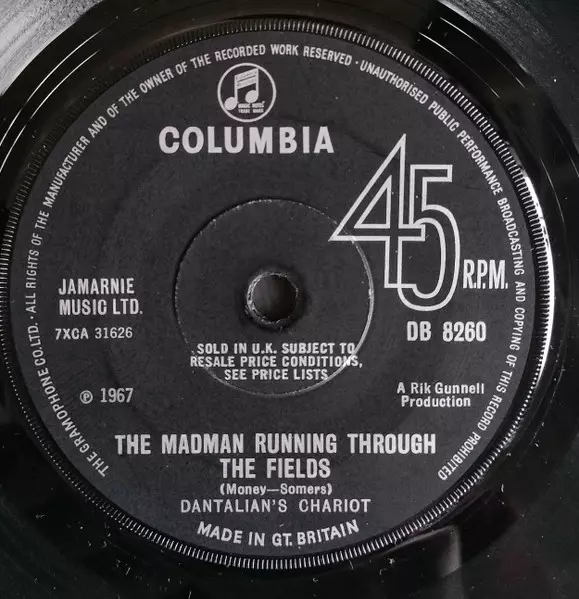 THE GRAMOPHONE CO. LTD. · ALL RIGHTS OF THE MANUFACTURER AND OF THE OWNER OF THE RECORDED WORK RESERVED · UNAUTHORISED PUBLIC PERFORMANCE BROADCASTING AND COPYING OF THIS RECORD PROHIBITED
COLUMBIA
45
R.P.M.
JAMARNIE
MUSIC LTD.
7XCA 31626
DB 8260
SOLD IN U.K. SUBJECT TO
RESALE PRICE CONDITIONS,
SEE PRICE LISTS
℗ 1967
A Rik Gunnell
Production
THE MADMAN RUNNING THROUGH
THE FIELDS
(Money—Somers)
DANTALIAN'S CHARIOT
MADE IN GT. BRITAIN